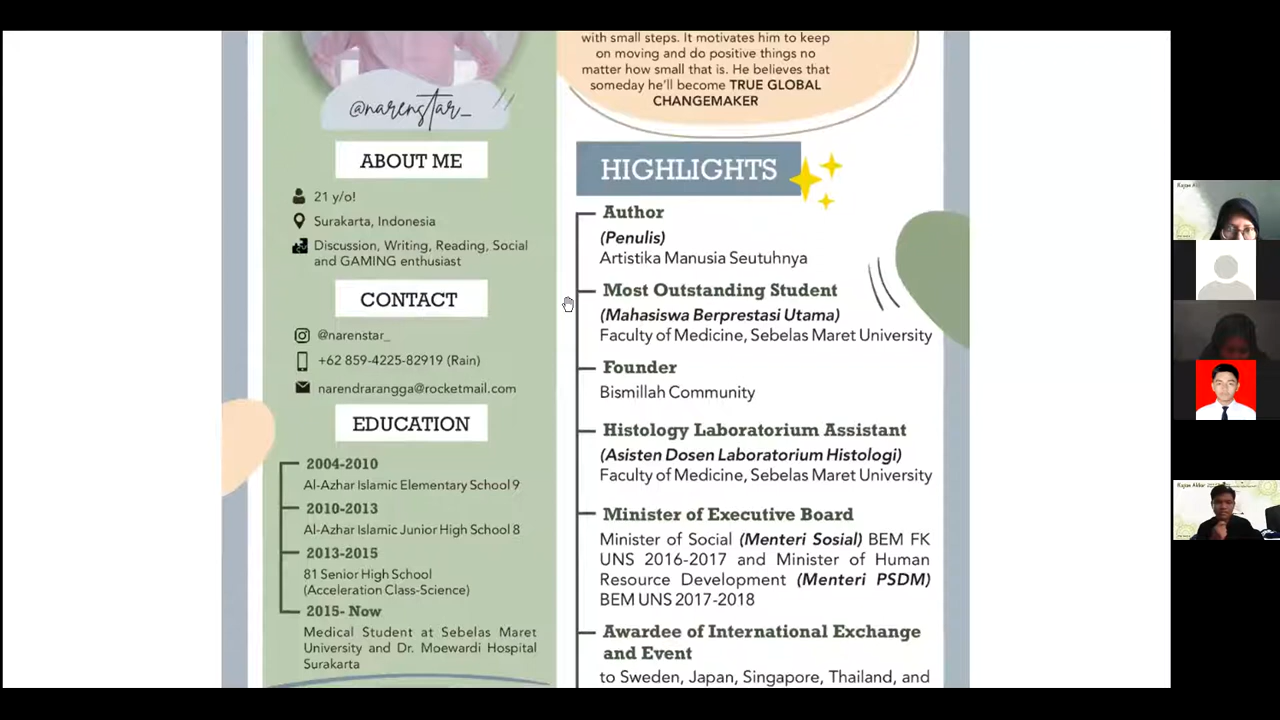 @narenstar_
ABOUT ME
21 y/o!
Surakarta, Indonesia
Discussion, Writing, Reading, Social
and GAMING enthusiast
CONTACT
@narenstar_
+62 859-4225-82919 (Rain)
narendrarangga@rocketmail.com
EDUCATION
2004-2010
Al-Azhar Islamic Elementary School 9
2010-2013
Al-Azhar Islamic Junior High School 8
2013-2015
81 Senior High School
(Acceleration Class-Science)
2015- Now
Medical Student at Sebelas Maret
University and Dr. Moewardi Hospital
Surakarta
with small steps. It motivates him to keep
on moving and do positive things no
matter how small that is. He believes that
someday he'll become TRUE GLOBAL
CHANGEMAKER
HIGHLIGHTS
Author
(Penulis)
Artistika Manusia Seutuhnya
Most Outstanding Student
(Mahasiswa Berprestasi Utama)
Faculty of Medicine, Sebelas Maret University
Founder
Bismillah Community
Histology Laboratorium Assistant
(Asisten Dosen Laboratorium Histologi)
Faculty of Medicine, Sebelas Maret University
Minister of Executive Board
Minister of Social (Menteri Sosial) BEM FK
UNS 2016-2017 and Minister of Human
Resource Development (Menteri PSDM)
BEM UNS 2017-2018
Awardee of International Exchange
and Event
to Sweden, Japan, Singapore, Thailand, and